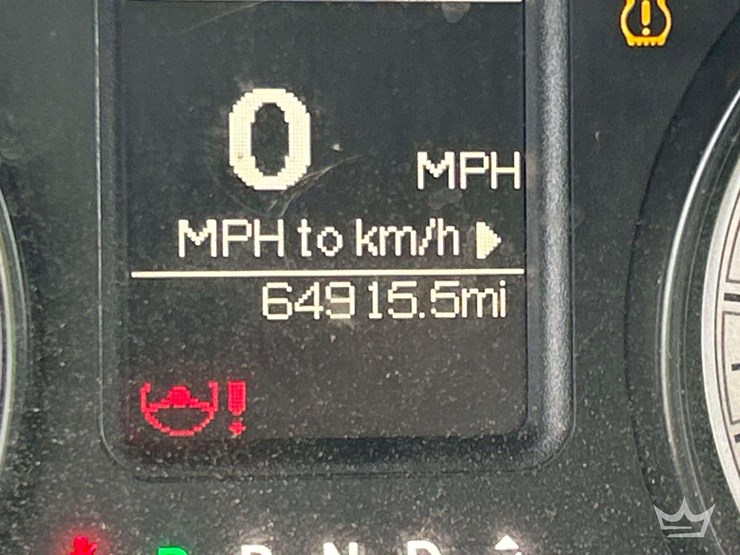 0
MPH
MPH to km/h
64915.5mi
R N D